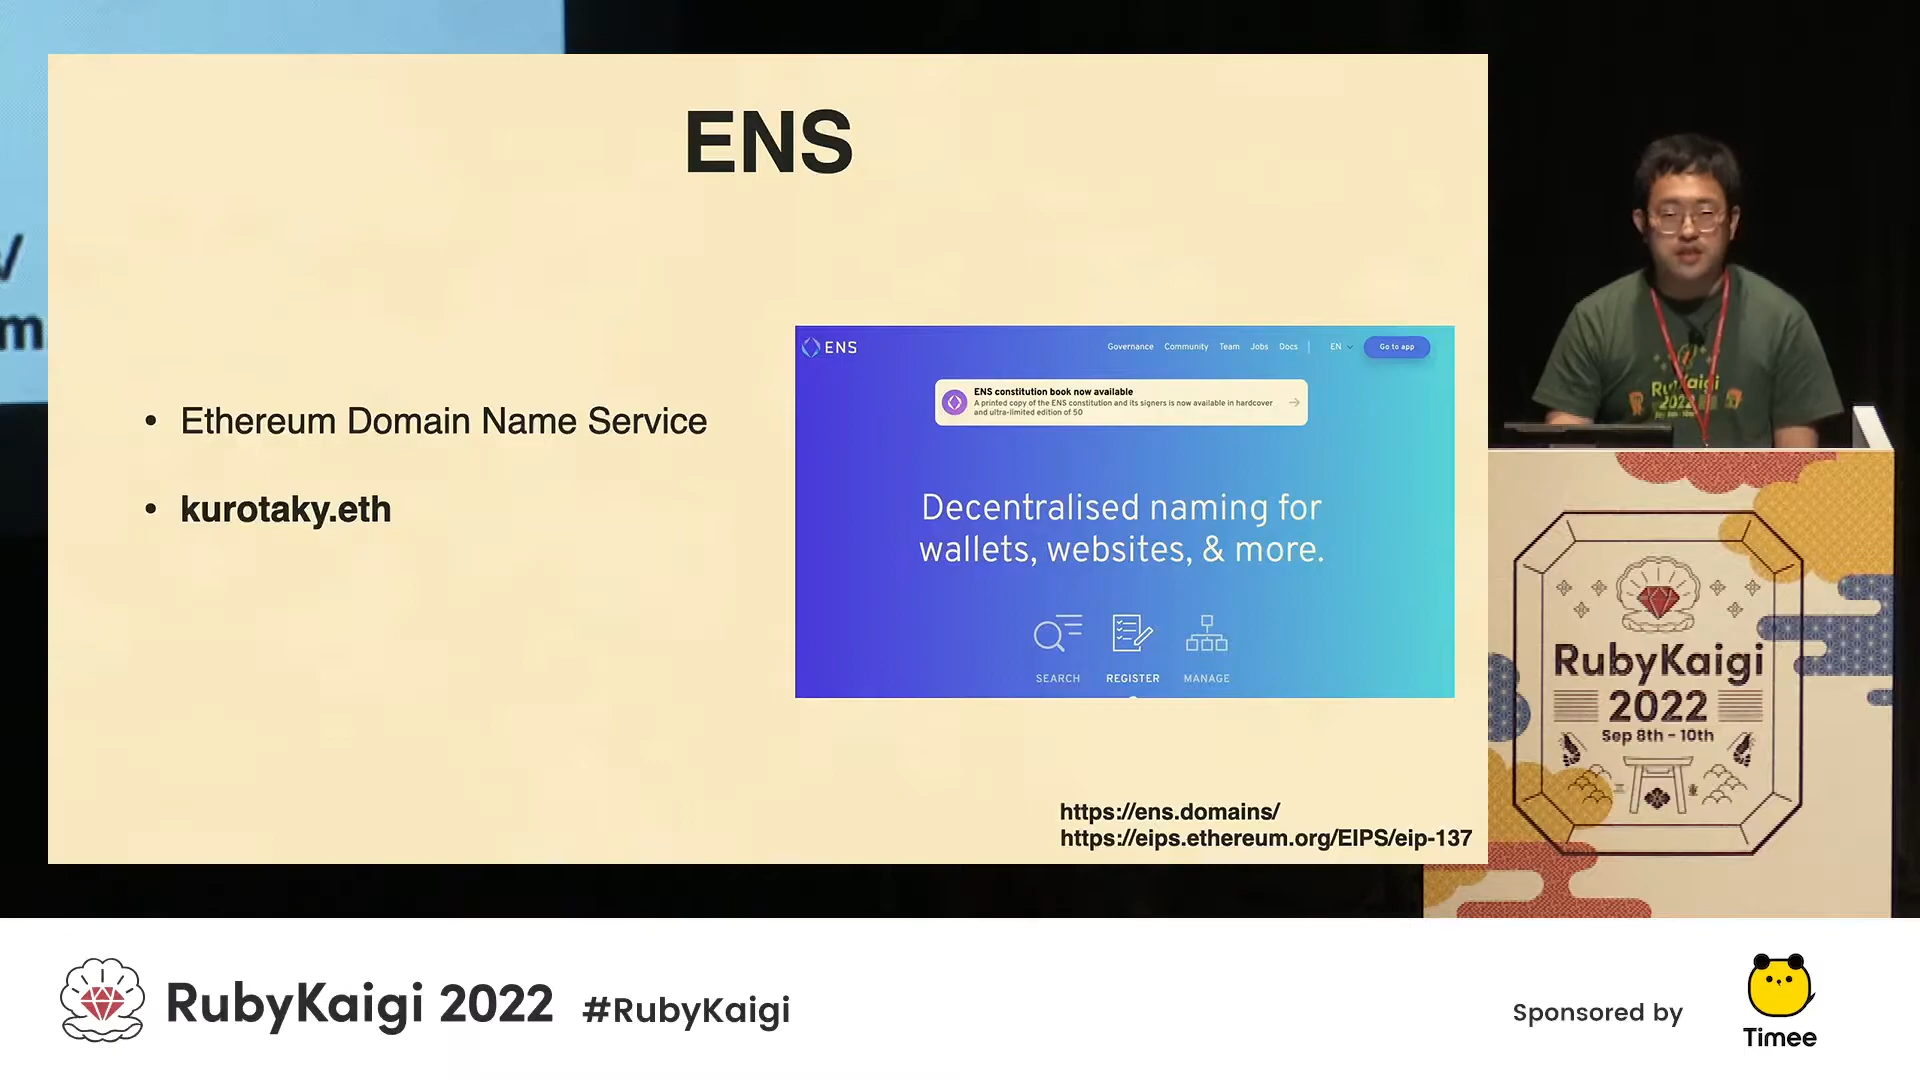 ENS
• Ethereum Domain Name Service
• kurotaky.eth
ENS
Governance Community Team Jobs Docs EN Go to app
ENS constitution book now available
A printed copy of the ENS constitution and its signers is now available in hardcover
and ultra-limited edition of 50
Decentralised naming for
wallets, websites, & more.
SEARCH REGISTER MANAGE
https://ens.domains/
https://eips.ethereum.org/EIPS/eip-137
/
m
RubyKaigi
2022
RubyKaigi
2022
Sep 8th - 10th
RubyKaigi 2022 #RubyKaigi
Sponsored by
Timee